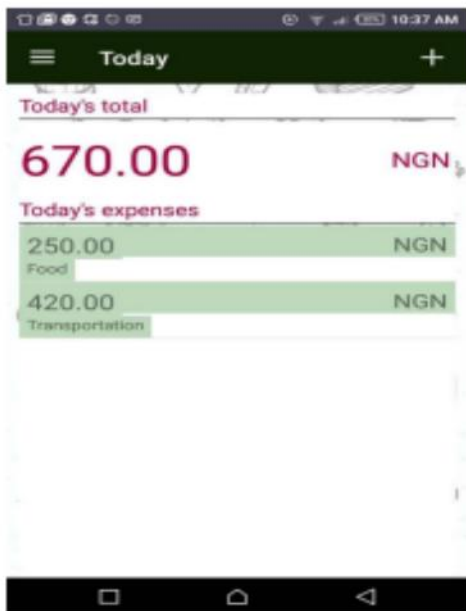 10:37 AM
Today +
Today's total
670.00 NGN
Today's expenses
250.00 NGN
Food
420.00 NGN
Transportation